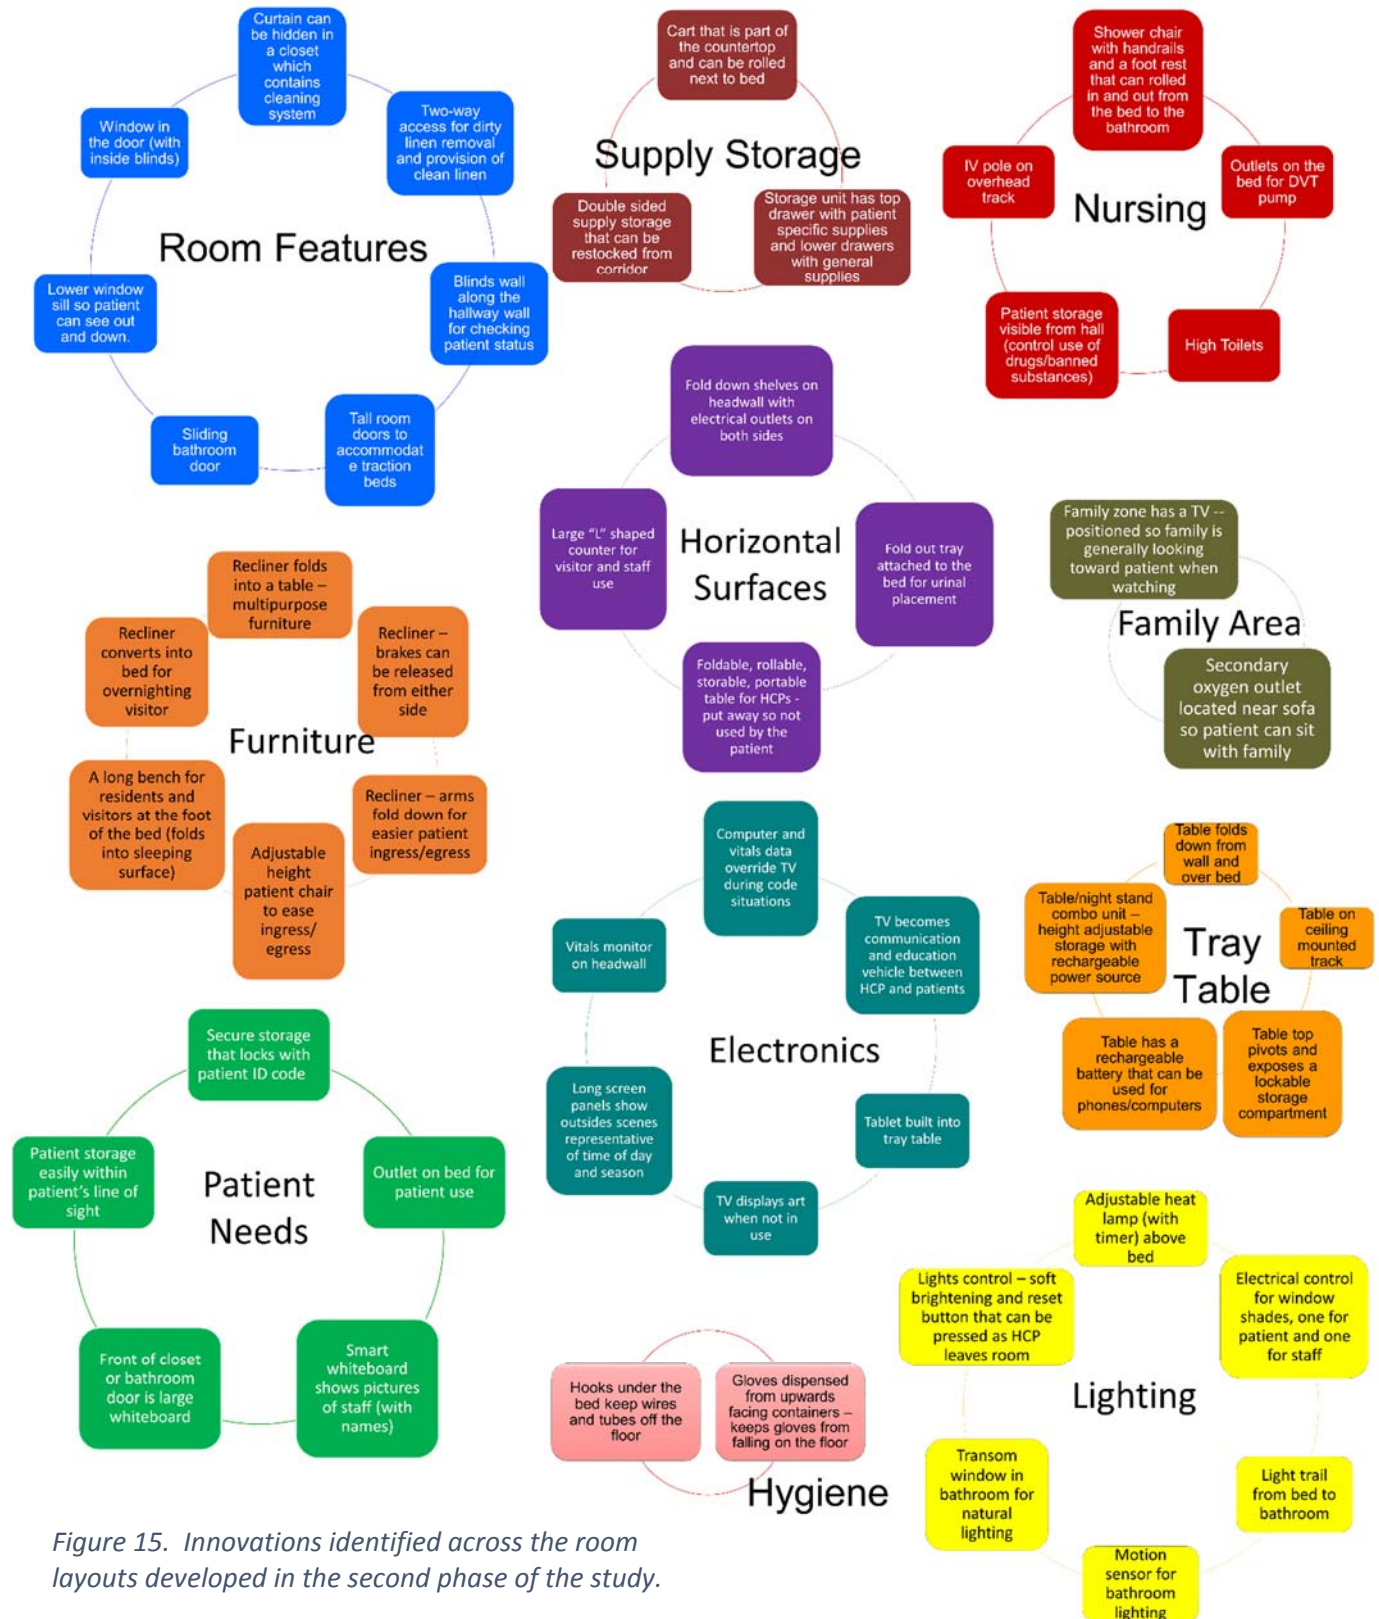 Curtain can
be hidden in
a closet
which
contains
cleaning
system
Two-way
access for dirty
linen removal
and provision of
clean linen
Blinds wall
along the
hallway wall
for checking
patient status
Tall room
doors to
accommodat
e traction
beds
Sliding
bathroom
door
Lower window
sill so patient
can see out
and down.
Window in
the door (with
inside blinds)
Room Features
Cart that is part of
the countertop
and can be rolled
next to bed
Supply Storage
Double sided
supply storage
that can be
restocked from
corridor
Storage unit has top
drawer with patient
specific supplies
and lower drawers
with general
supplies
Shower chair
with handrails
and a foot rest
that can rolled
in and out from
the bed to the
bathroom
IV pole on
overhead
track
Outlets on the
bed for DVT
pump
Nursing
Patient storage
visible from hall
(control use of
drugs/banned
substances)
High Toilets
Fold down shelves on
headwall with
electrical outlets on
both sides
Large “L” shaped
counter for
visitor and staff
use
Horizontal
Surfaces
Fold out tray
attached to the
bed for urinal
placement
Foldable, rollable,
storable, portable
table for HCPs -
put away so not
used by the
patient
Family zone has a TV --
positioned so family is
generally looking
toward patient when
watching
Family Area
Secondary
oxygen outlet
located near sofa
so patient can sit
with family
Recliner folds
into a table –
multipurpose
furniture
Recliner
converts into
bed for
overnighting
visitor
Recliner –
brakes can
be released
from either
side
Furniture
A long bench for
residents and
visitors at the foot
of the bed (folds
into sleeping
surface)
Adjustable
height
patient chair
to ease
ingress/
egress
Recliner – arms
fold down for
easier patient
ingress/egress
Computer and
vitals data
override TV
during code
situations
Vitals monitor
on headwall
TV becomes
communication
and education
vehicle between
HCP and patients
Electronics
Long screen
panels show
outsides scenes
representative
of time of day
and season
Tablet built into
tray table
TV displays art
when not in
use
Table folds
down from
wall and
over bed
Table/night stand
combo unit –
height adjustable
storage with
rechargeable
power source
Table on
ceiling
mounted
track
Tray
Table
Table has a
rechargeable
battery that can be
used for
phones/computers
Table top
pivots and
exposes a
lockable
storage
compartment
Secure storage
that locks with
patient ID code
Patient storage
easily within
patient’s line of
sight
Outlet on bed for
patient use
Patient
Needs
Front of closet
or bathroom
door is large
whiteboard
Smart
whiteboard
shows pictures
of staff (with
names)
Hooks under the
bed keep wires
and tubes off the
floor
Gloves dispensed
from upwards
facing containers –
keeps gloves from
falling on the floor
Hygiene
Adjustable heat
lamp (with
timer) above
bed
Lights control – soft
brightening and reset
button that can be
pressed as HCP
leaves room
Electrical control
for window
shades, one for
patient and one
for staff
Lighting
Transom
window in
bathroom for
natural
lighting
Light trail
from bed to
bathroom
Motion
sensor for
bathroom
lighting
Figure 15. Innovations identified across the room
layouts developed in the second phase of the study.